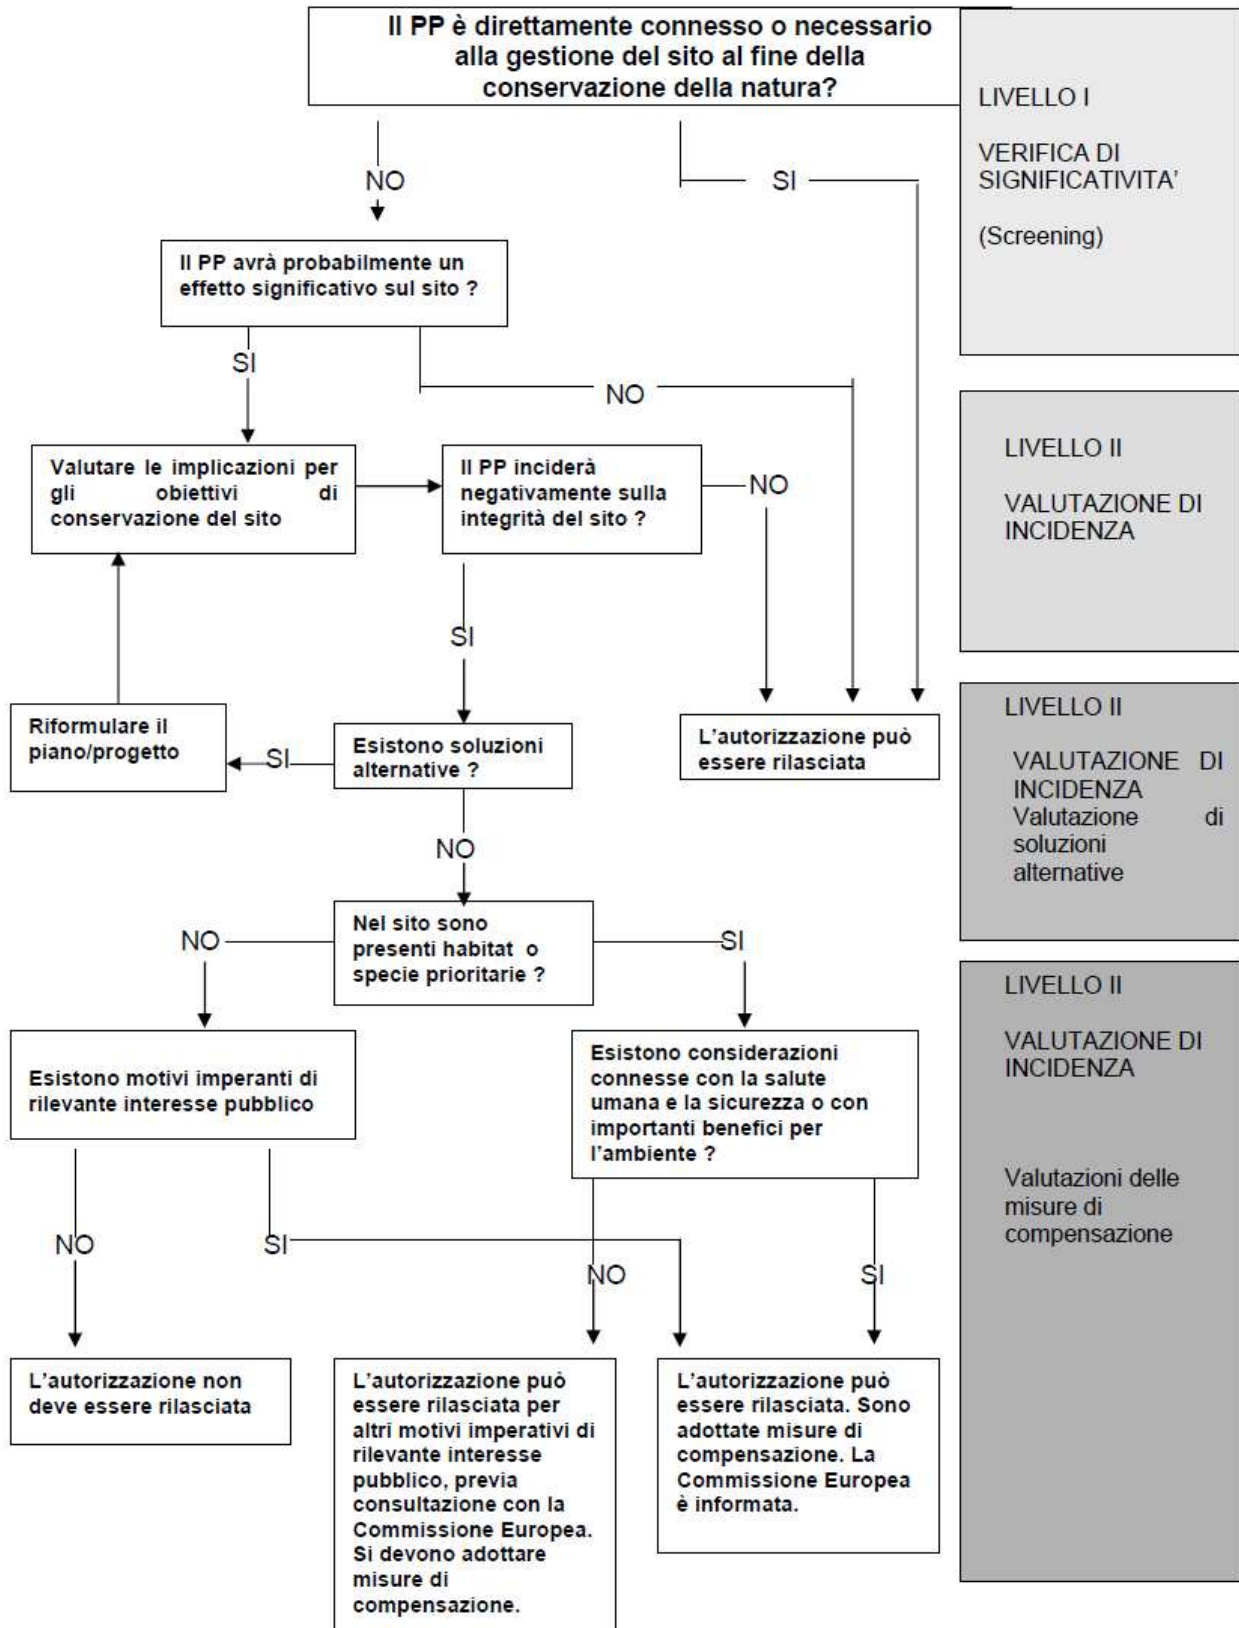 Il PP è direttamente connesso o necessario
alla gestione del sito al fine della
conservazione della natura?
LIVELLO I
VERIFICA DI
SIGNIFICATIVITA'
(Screening)
NO
SI
Il PP avrà probabilmente un
effetto significativo sul sito ?
SI
NO
LIVELLO II
VALUTAZIONE DI
INCIDENZA
Valutare le implicazioni per
gli obiettivi di
conservazione del sito
Il PP inciderà
negativamente sulla
integrità del sito ?
NO
SI
LIVELLO II
VALUTAZIONE DI
INCIDENZA
Valutazione di
soluzioni
alternative
Riformulare il
piano/progetto
SI
Esistono soluzioni
alternative ?
L'autorizzazione può
essere rilasciata
NO
Nel sito sono
presenti habitat o
specie prioritarie ?
NO
SI
LIVELLO II
VALUTAZIONE DI
INCIDENZA
Valutazioni delle
misure di
compensazione
Esistono motivi imperanti di
rilevante interesse pubblico
Esistono considerazioni
connesse con la salute
umana e la sicurezza o con
importanti benefici per
l'ambiente ?
NO
SI
NO
SI
L'autorizzazione non
deve essere rilasciata
L'autorizzazione può
essere rilasciata per
altri motivi imperativi di
rilevante interesse
pubblico, previa
consultazione con la
Commissione Europea.
Si devono adottare
misure di
compensazione.
L'autorizzazione può
essere rilasciata. Sono
adottate misure di
compensazione. La
Commissione Europea
è informata.